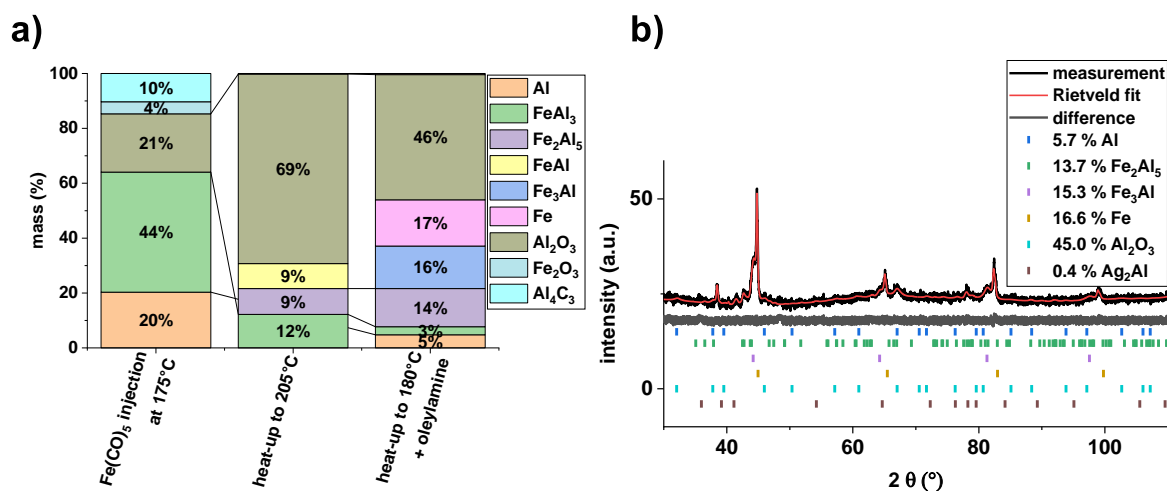 a)
100
80
60
40
20
0
mass (%)
10%
4%
21%
44%
20%
69%
9%
9%
12%
46%
17%
16%
14%
3%
5%
Fe(CO)₅ injection
at 175°C
heat-up to 205°C
heat-up to 180°C
+ oleylamine
Al
FeAl₃
Fe₂Al₅
FeAl
Fe₃Al
Fe
Al₂O₃
Fe₂O₃
Al₄C₃
b)
measurement
Rietveld fit
difference
5.7 % Al
13.7 % Fe₂Al₅
15.3 % Fe₃Al
16.6 % Fe
45.0 % Al₂O₃
0.4 % Ag₂Al
50
0
intensity (a.u.)
40
60
80
100
2 θ (°)